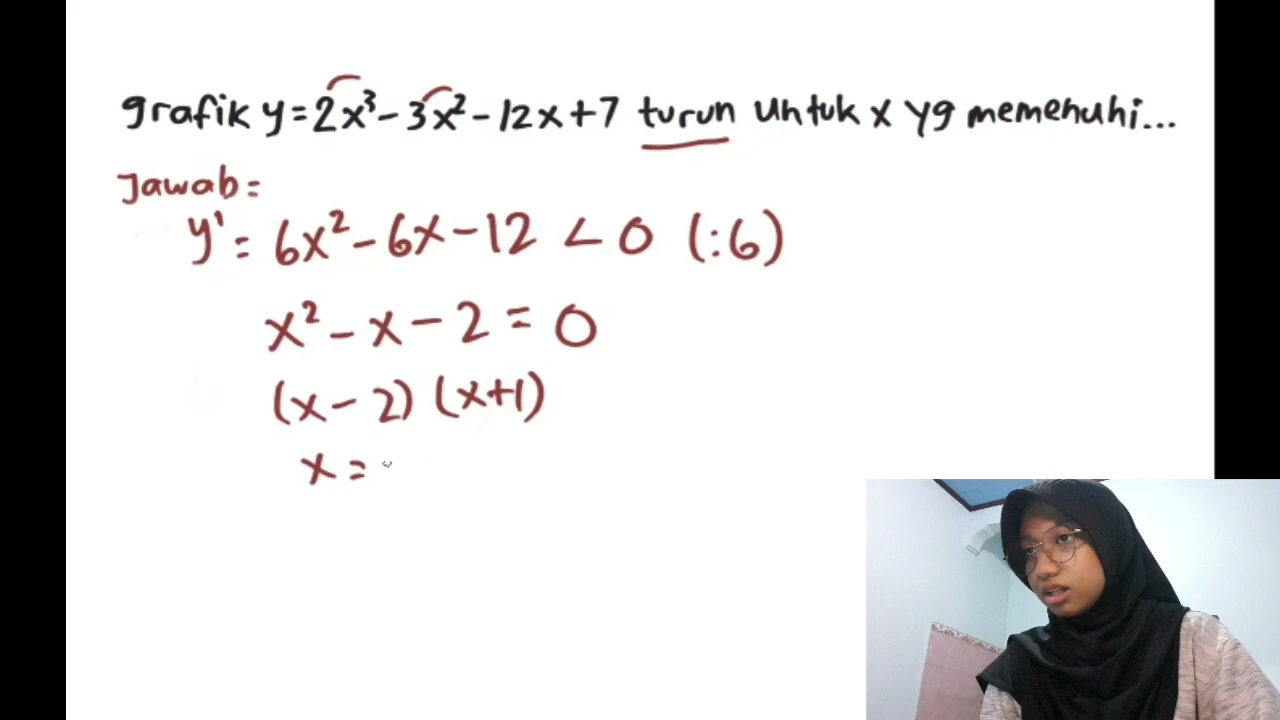 grafik y=2x³-3x²-12x+7 turun untuk x yg memenuhi...
Jawab=
y'= 6x²-6x-12 < 0 (:6)
x²-x-2=0
(x-2) (x+1)
x=